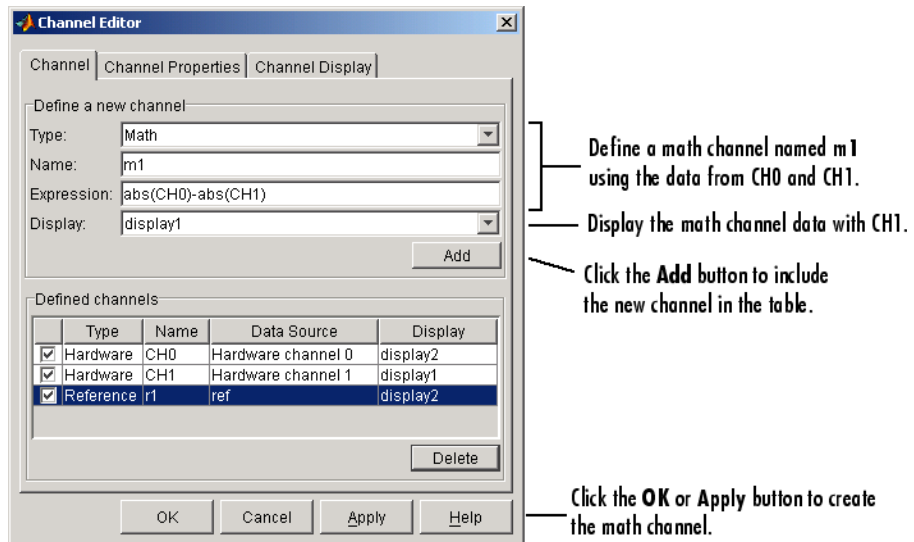 Channel Editor
Channel Channel Properties Channel Display
Define a new channel
Type: Math
Name: m1
Expression: abs(CH0)-abs(CH1)
Display: display1
Add
Define a math channel named m1
using the data from CH0 and CH1.
Display the math channel data with CH1.
Click the Add button to include
the new channel in the table.
Defined channels
Type Name Data Source Display
Hardware CH0 Hardware channel 0 display2
Hardware CH1 Hardware channel 1 display1
Reference r1 ref display2
Delete
OK Cancel Apply Help
Click the OK or Apply button to create
the math channel.